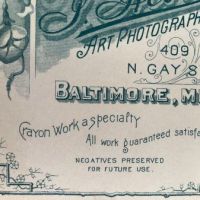 ART PHOTOGRAPH
409
N. GAY S
BALTIMORE, M
Crayon Work a specialty
All work guaranteed satisfa
NEGATIVES PRESERVED
FOR FUTURE USE.